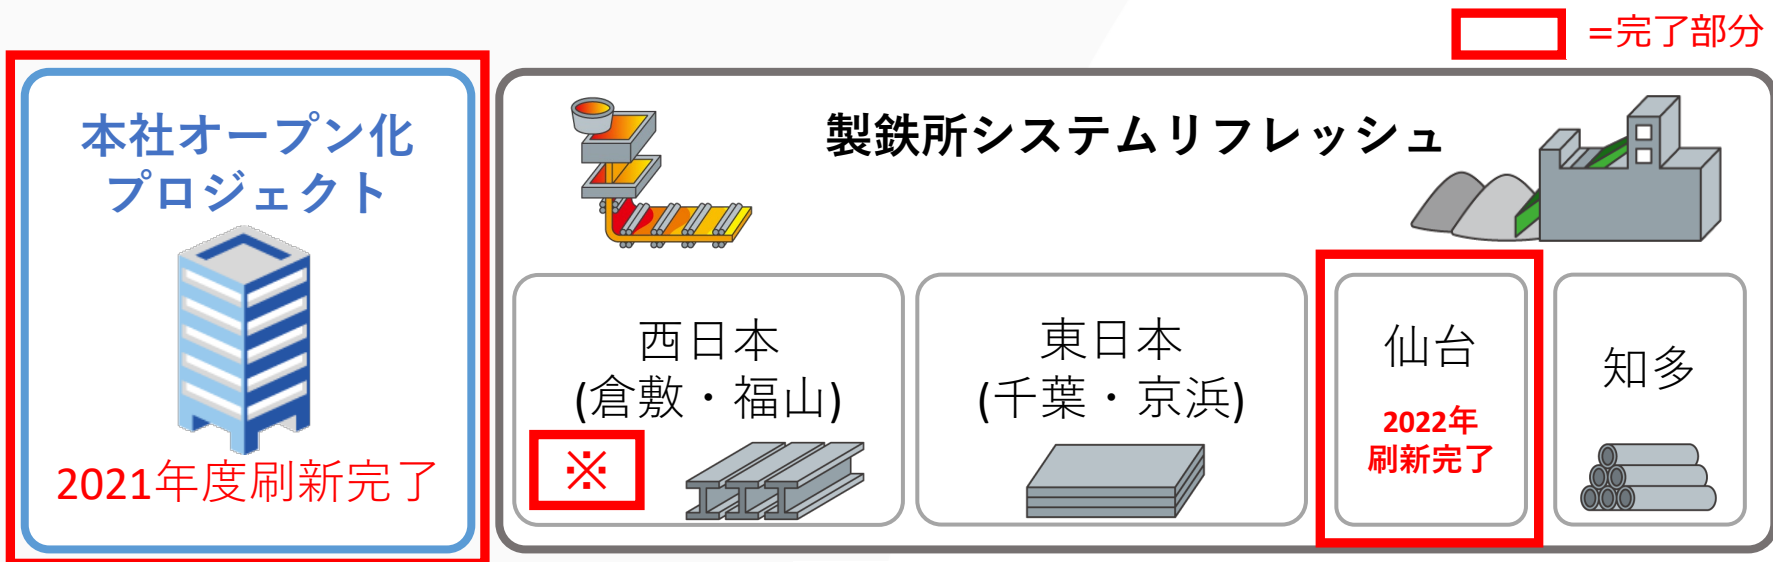 =完了部分
本社オープン化
プロジェクト
2021年度刷新完了
製鉄所システムリフレッシュ
西日本
(倉敷・福山)
※
東日本
(千葉・京浜)
仙台
2022年
刷新完了
知多